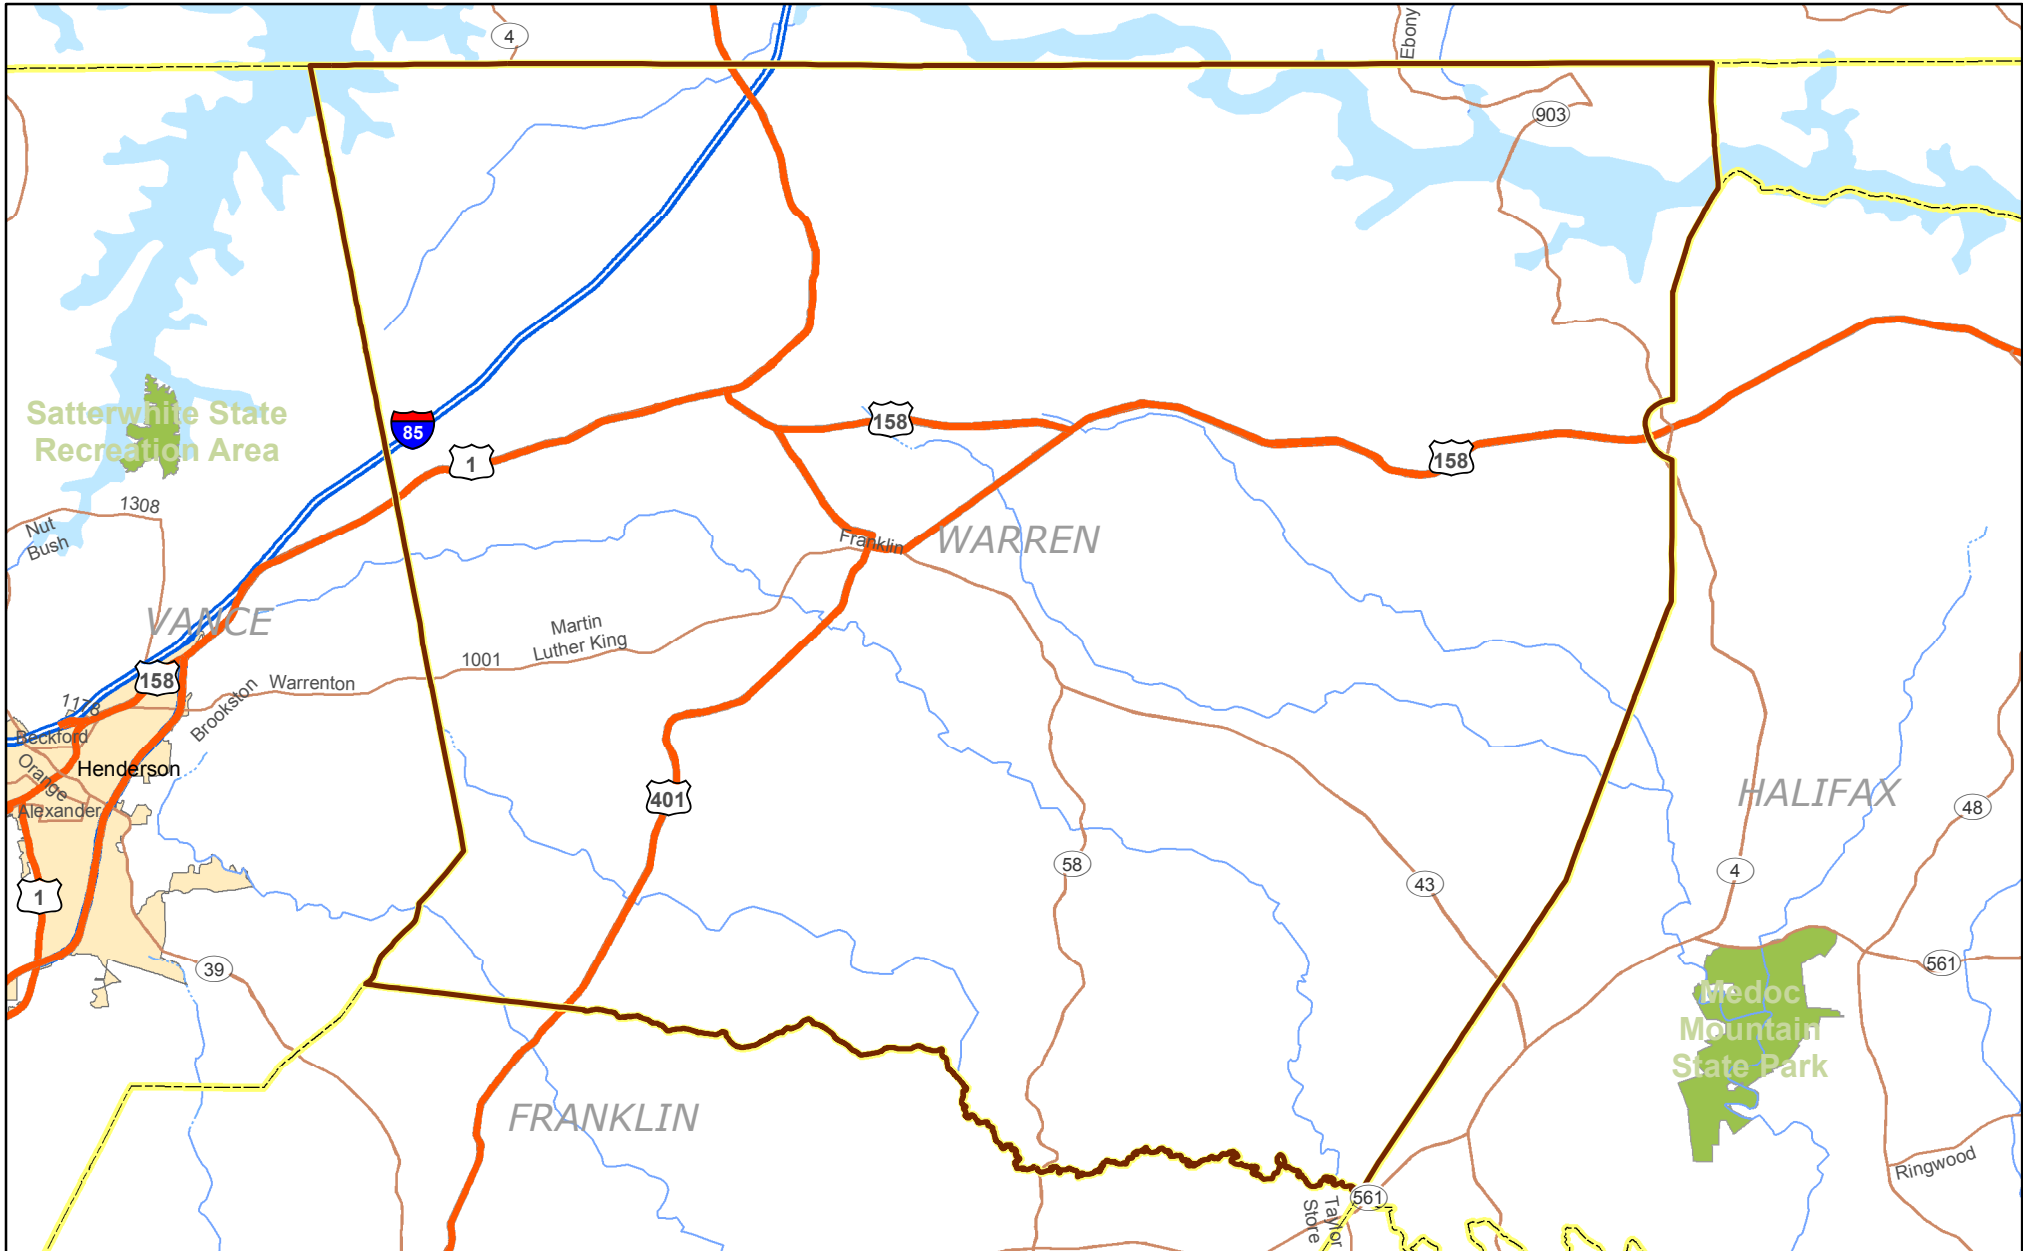 4
Ebony
903
Satterwhite State
Recreation Area
85
158
1
158
1308
Nut
Bush
Franklin
WARREN
VANCE
Martin
Luther King
1001
Warrenton
158
1178
Brookston
Beckford
Henderson
Orange
Alexander
401
HALIFAX
48
58
43
4
1
39
561
Medoc
Mountain
State Park
FRANKLIN
Ringwood
561
Taylor
Store